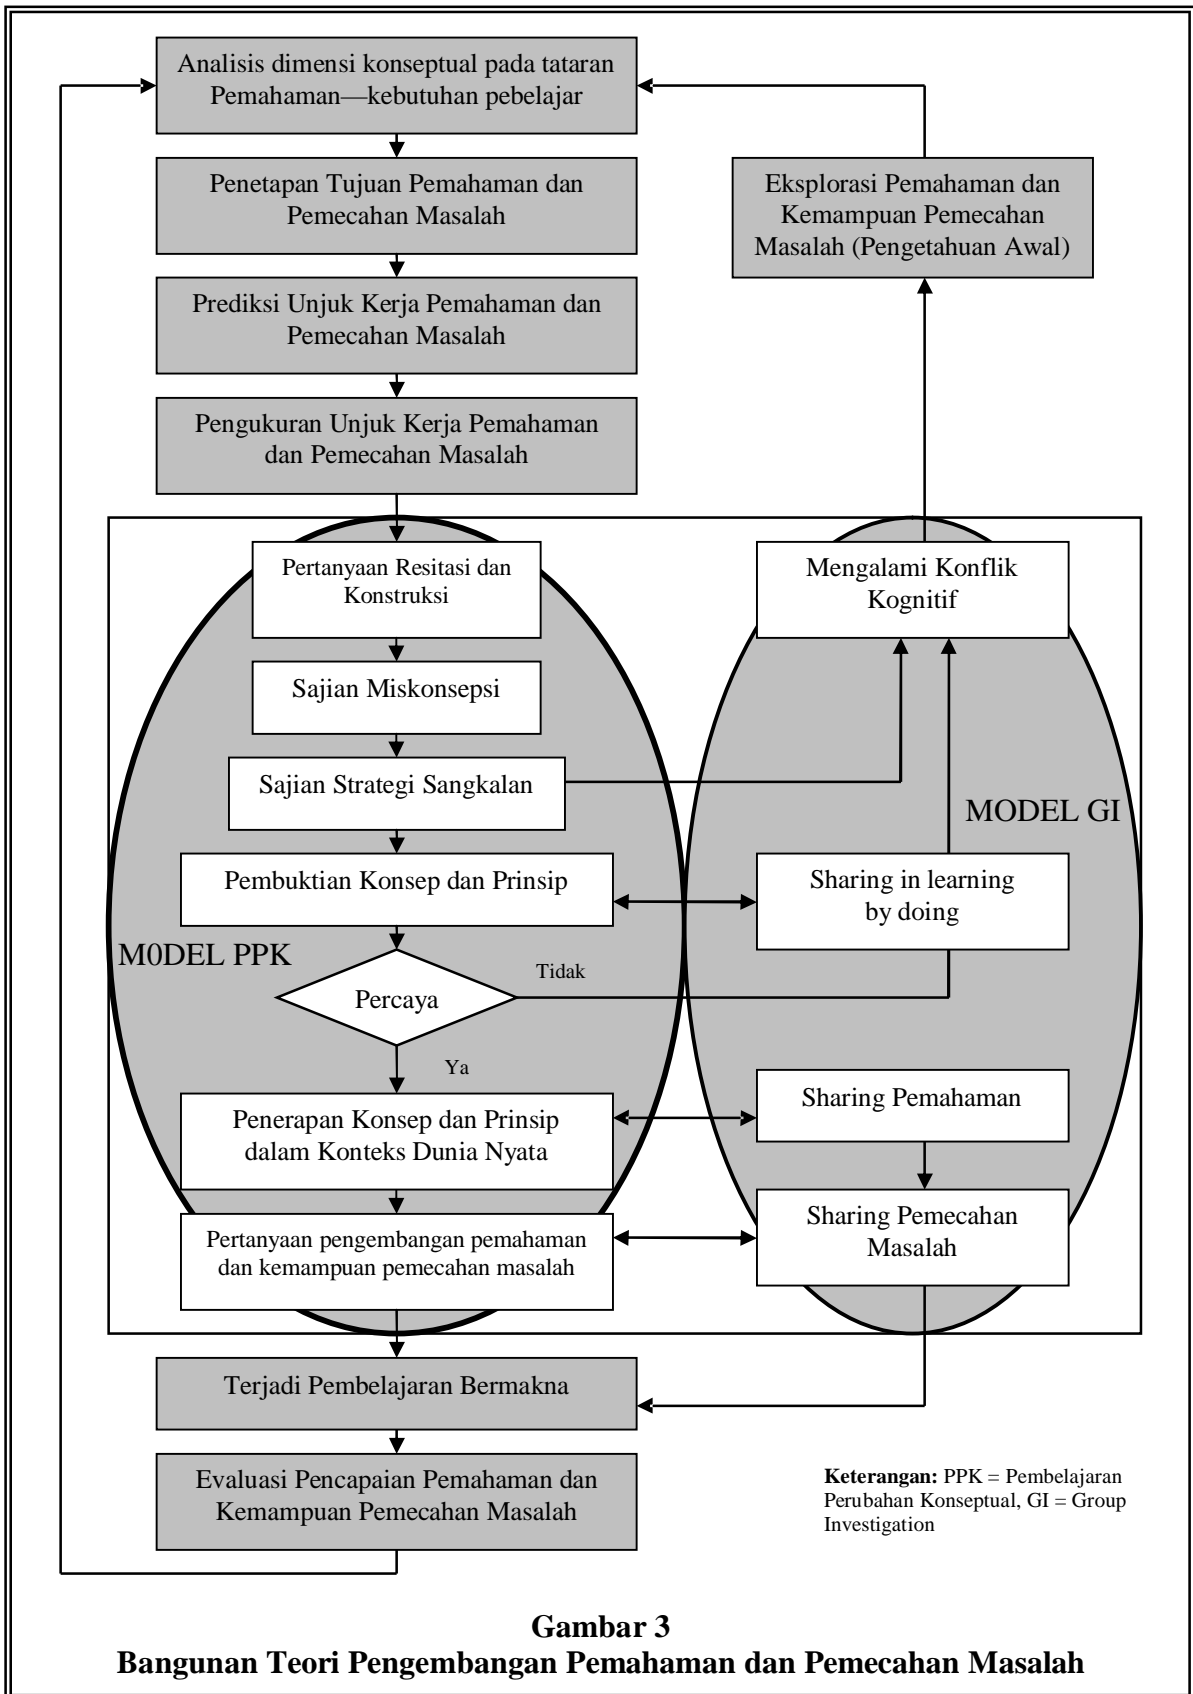 Analisis dimensi konseptual pada tataran
Pemahaman—kebutuhan pebelajar
Penetapan Tujuan Pemahaman dan
Pemecahan Masalah
Eksplorasi Pemahaman dan
Kemampuan Pemecahan
Masalah (Pengetahuan Awal)
Prediksi Unjuk Kerja Pemahaman dan
Pemecahan Masalah
Pengukuran Unjuk Kerja Pemahaman
dan Pemecahan Masalah
Pertanyaan Resitasi dan
Konstruksi
Mengalami Konflik
Kognitif
Sajian Miskonsepsi
Sajian Strategi Sangkalan
MODEL GI
Pembuktian Konsep dan Prinsip
Sharing in learning
by doing
M0DEL PPK
Tidak
Percaya
Ya
Penerapan Konsep dan Prinsip
dalam Konteks Dunia Nyata
Sharing Pemahaman
Pertanyaan pengembangan pemahaman
dan kemampuan pemecahan masalah
Sharing Pemecahan
Masalah
Terjadi Pembelajaran Bermakna
Evaluasi Pencapaian Pemahaman dan
Kemampuan Pemecahan Masalah
Keterangan: PPK = Pembelajaran
Perubahan Konseptual, GI = Group
Investigation
Gambar 3
Bangunan Teori Pengembangan Pemahaman dan Pemecahan Masalah